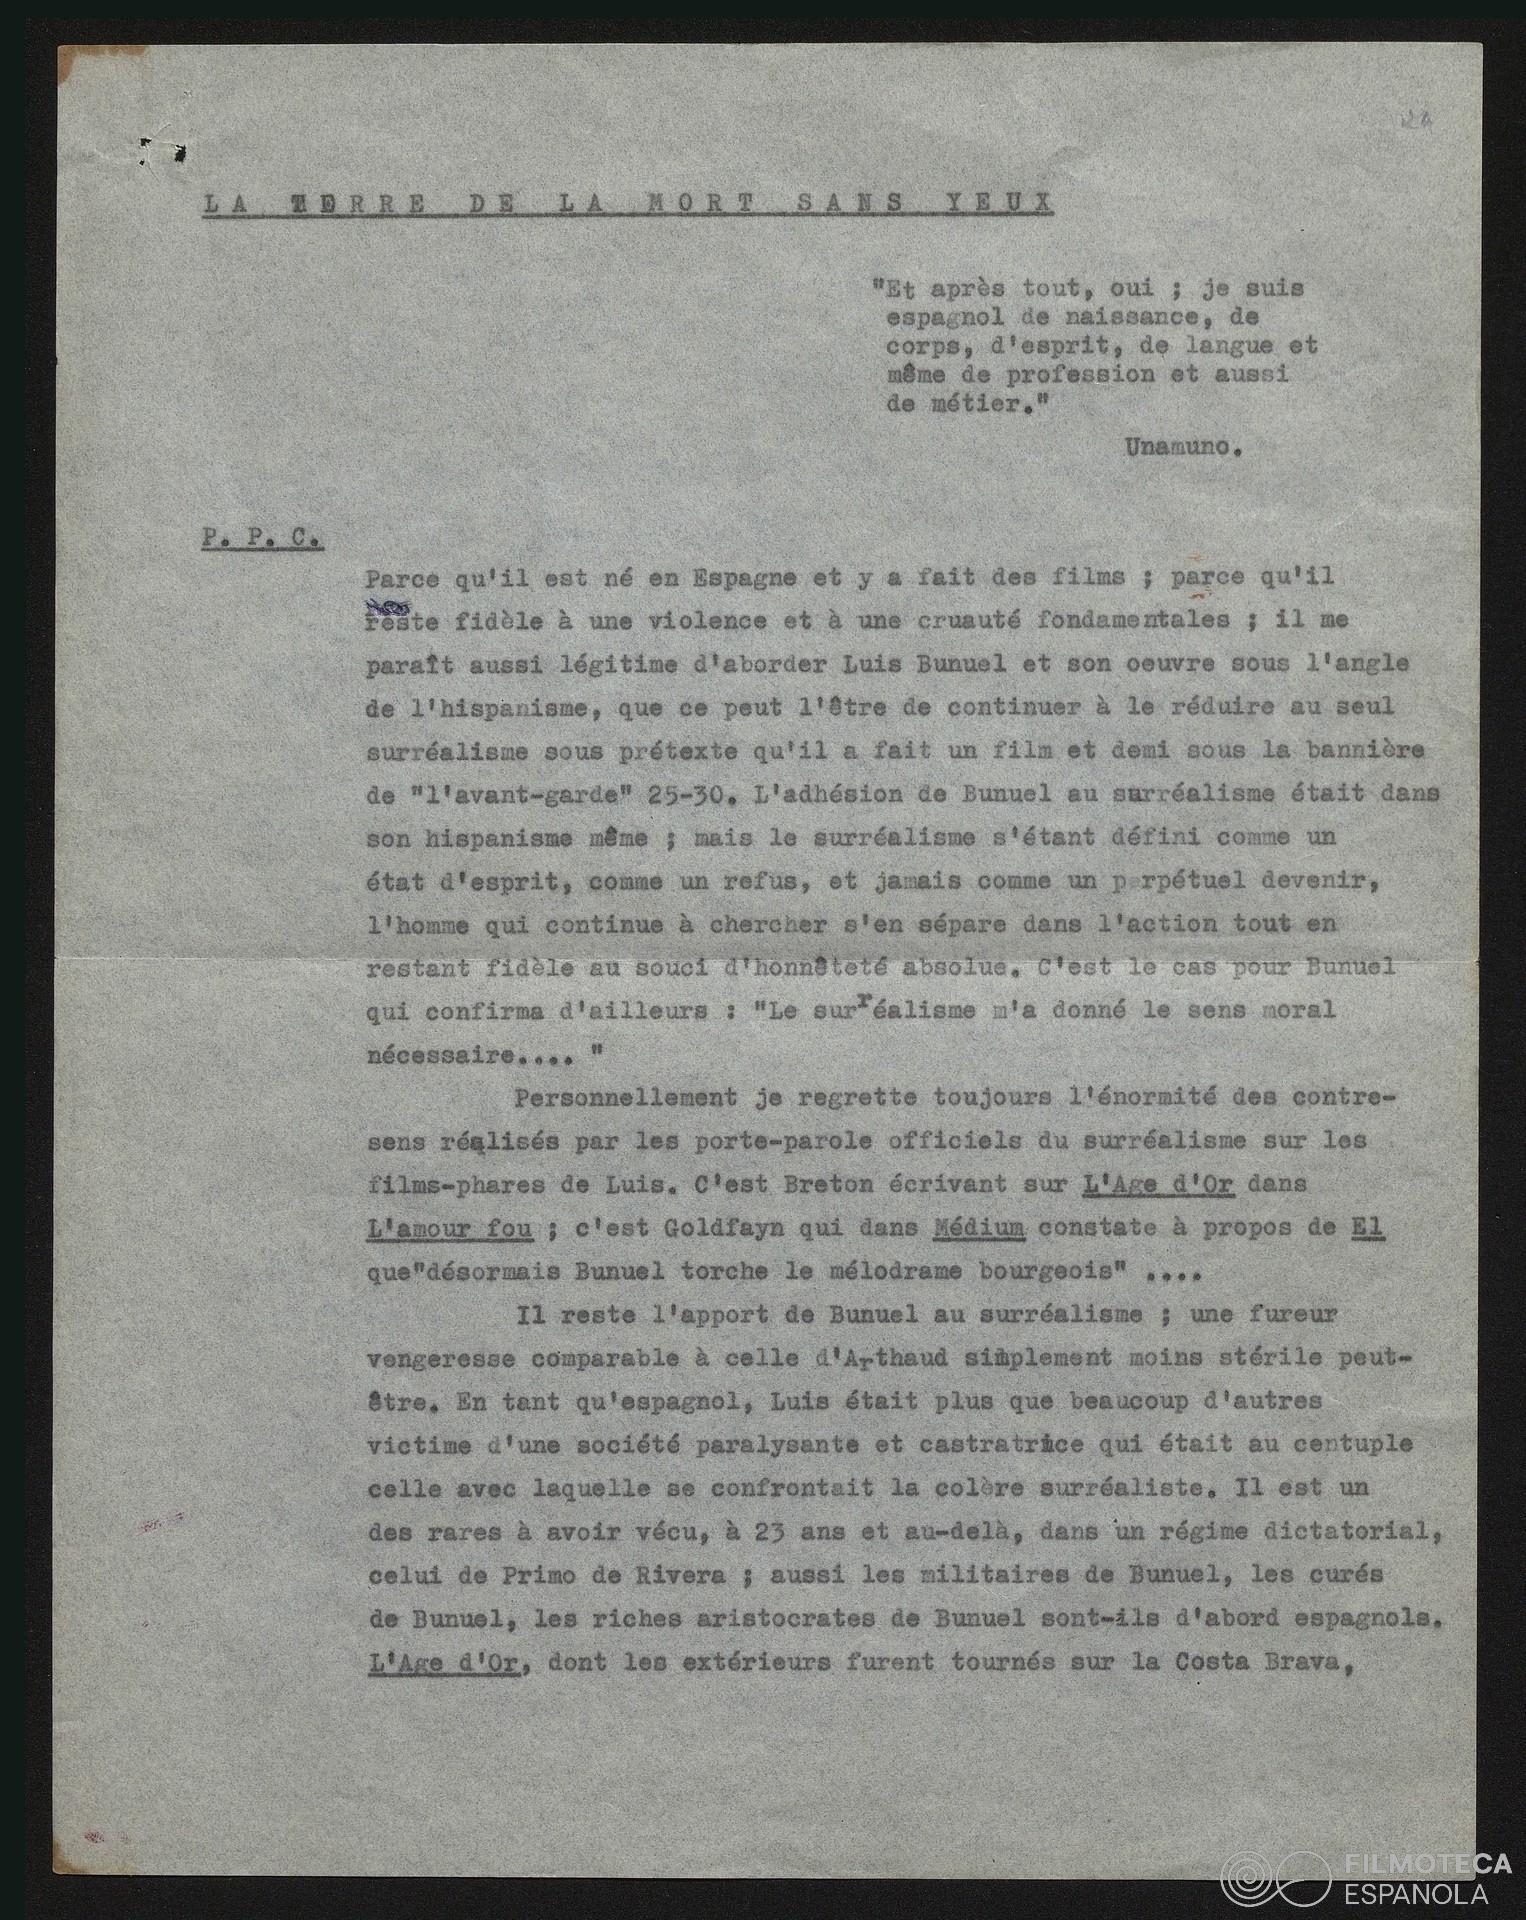 LA TERRE DE LA MORT SANS YEUX
"Et après tout, oui ; je suis
espagnol de naissance, de
corps, d'esprit, de langue et
même de profession et aussi
de métier."
Unamuno.
P. P. C.
Parce qu'il est né en Espagne et y a fait des films ; parce qu'il
reste fidèle à une violence et à une cruauté fondamentales ; il me
paraît aussi légitime d'aborder Luis Bunuel et son oeuvre sous l'angle
de l'hispanisme, que ce peut l'être de continuer à le réduire au seul
surréalisme sous prétexte qu'il a fait un film et demi sous la bannière
de "l'avant-garde" 25-30. L'adhésion de Bunuel au surréalisme était dans
son hispanisme même ; mais le surréalisme s'étant défini comme un
état d'esprit, comme un refus, et jamais comme un perpétuel devenir,
l'homme qui continue à chercher s'en sépare dans l'action tout en
restant fidèle au souci d'honnêteté absolue. C'est le cas pour Bunuel
qui confirma d'ailleurs : "Le surréalisme m'a donné le sens moral
nécessaire.... "
Personnellement je regrette toujours l'énormité des contre-
sens réalisés par les porte-parole officiels du surréalisme sur les
films-phares de Luis. C'est Breton écrivant sur L'Age d'Or dans
L'amour fou ; c'est Goldfayn qui dans Médium constate à propos de El
que"désormais Bunuel torche le mélodrame bourgeois" ....
Il reste l'apport de Bunuel au surréalisme ; une fureur
vengeresse comparable à celle d'Arthaud simplement moins stérile peut-
être. En tant qu'espagnol, Luis était plus que beaucoup d'autres
victime d'une société paralysante et castratrice qui était au centuple
celle avec laquelle se confrontait la colère surréaliste. Il est un
des rares à avoir vécu, à 23 ans et au-delà, dans un régime dictatorial,
celui de Primo de Rivera ; aussi les militaires de Bunuel, les curés
de Bunuel, les riches aristocrates de Bunuel sont-ils d'abord espagnols.
L'Age d'Or, dont les extérieurs furent tournés sur la Costa Brava,
FILMOTECA
ESPAÑOLA